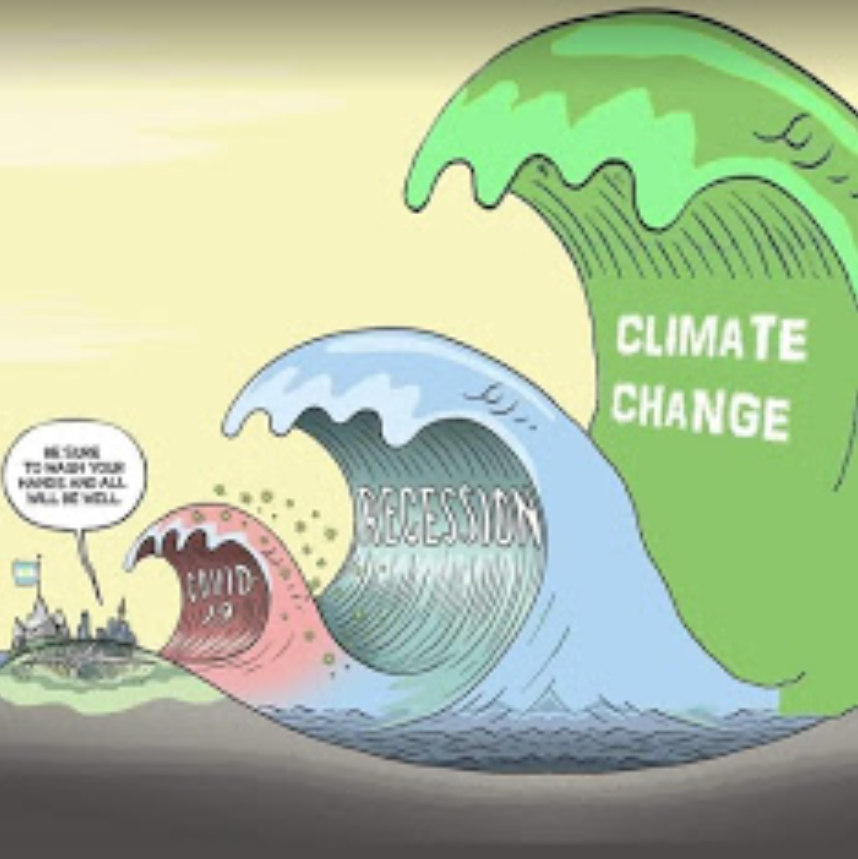 BE SURE
TO WASH YOUR
HANDS AND ALL
WILL BE WELL.
COVID-
19
RECESSION
CLIMATE
CHANGE